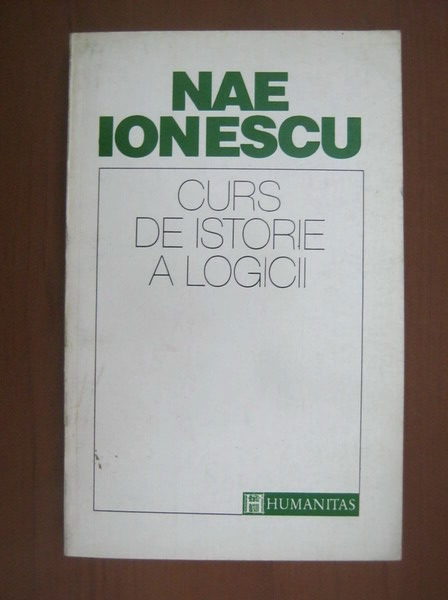 NAE
IONESCU
CURS
DE ISTORIE
A LOGICII
HUMANITAS